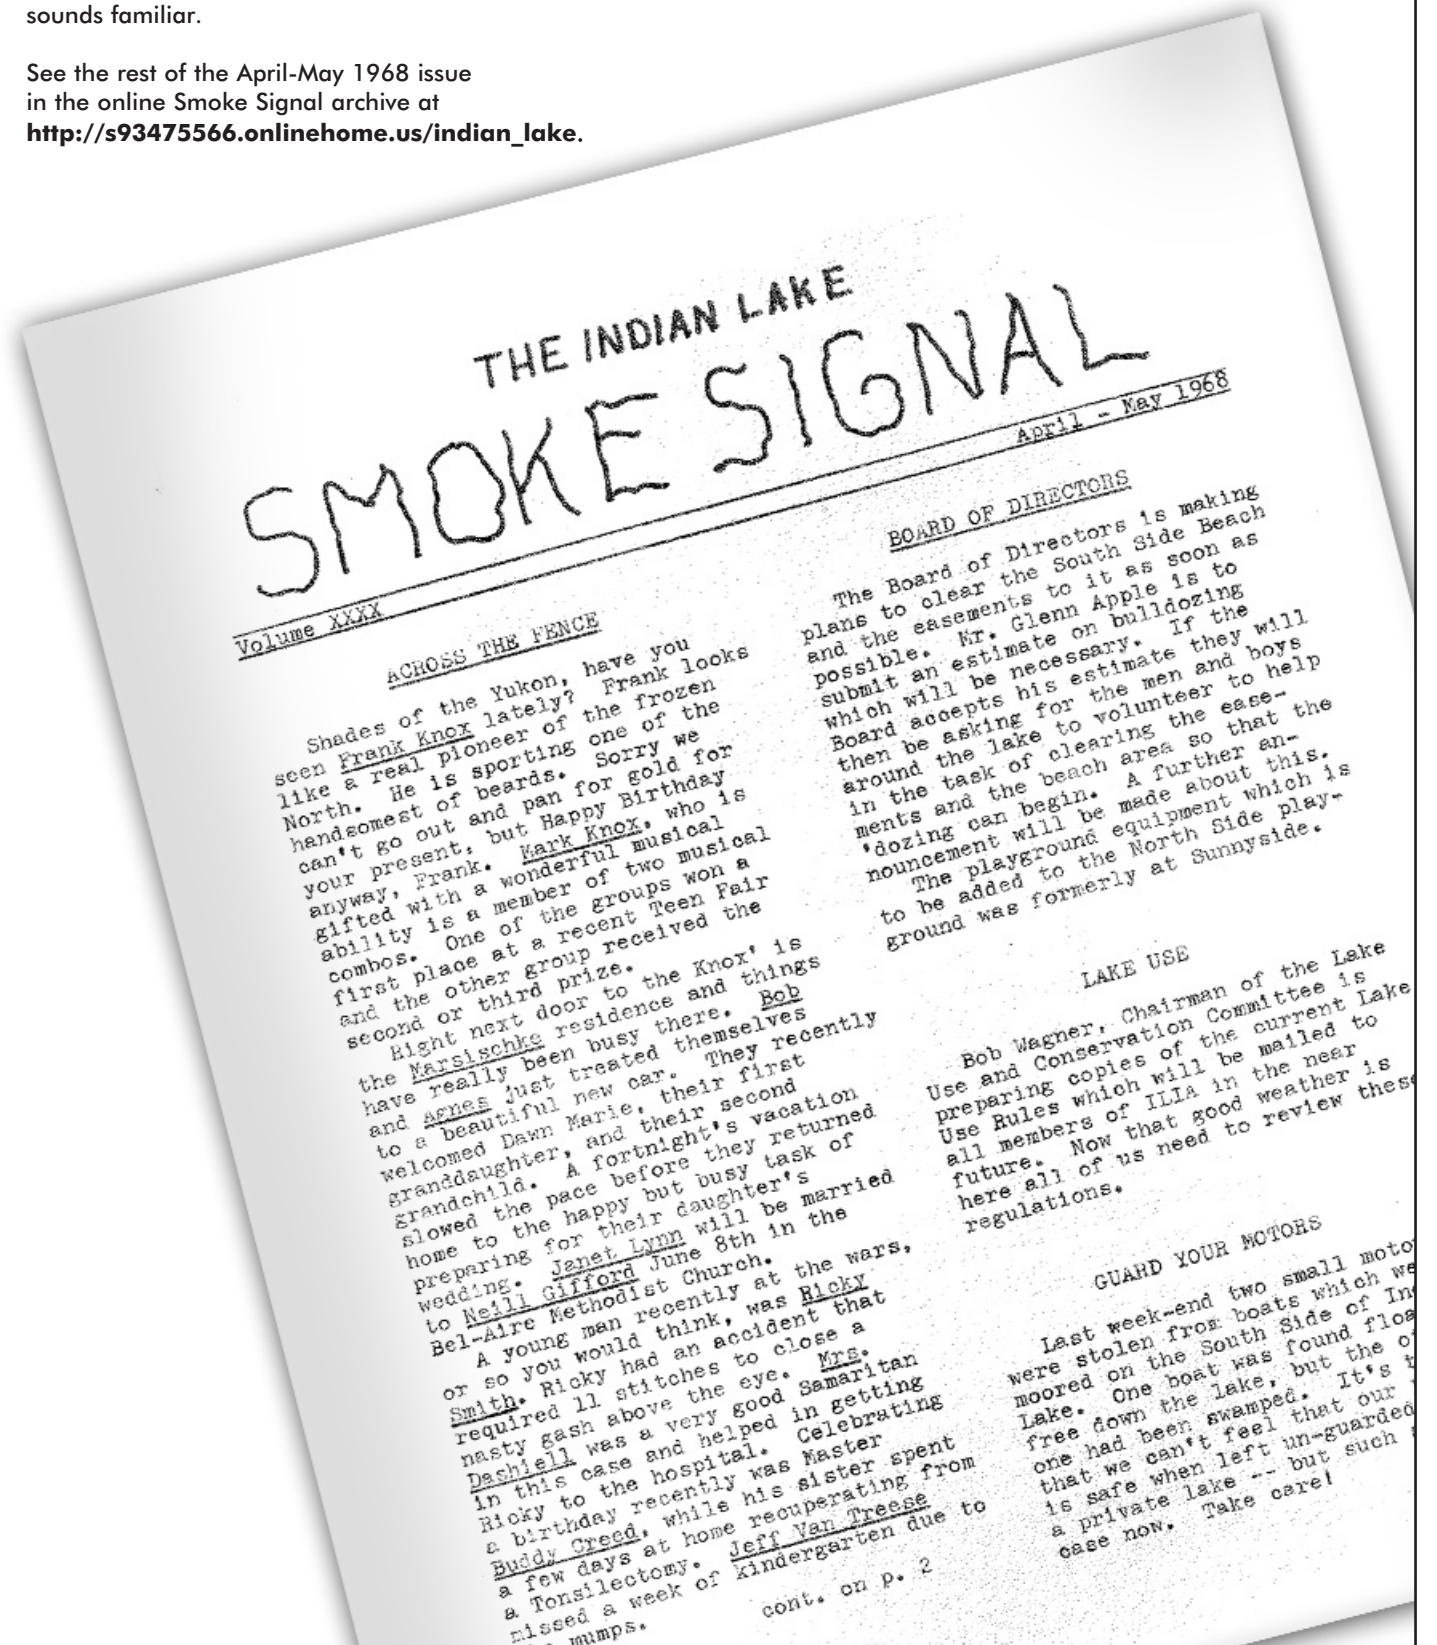 sounds familiar.
See the rest of the April-May 1968 issue
in the online Smoke Signal archive at
http://s93475566.onlinehome.us/indian_lake.
THE INDIAN LAKE
SMOKE SIGNAL
Volume XXXX
April - May 1968
ACROSS THE FENCE
Shades of the Yukon, have you
seen Frank Knox lately? Frank looks
like a real pioneer of the frozen
North. He is sporting one of the
handsomest of beards. Sorry we
can't go out and pan for gold for
your present, but Happy Birthday
anyway, Frank. Mark Knox, who is
gifted with a wonderful musical
ability is a member of two musical
combos. One of the groups won a
first place at a recent Teen Fair
and the other group received the
second or third prize.
Right next door to the Knox' is
the Marsischke residence and things
have really been busy there. Bob
and Agnes just treated themselves
to a beautiful new car. They recently
welcomed Dawn Marie, their first
granddaughter, and their second
grandchild. A fortnight's vacation
slowed the pace before they returned
home to the happy but busy task of
preparing for their daughter's
wedding. Janet Lynn will be married
to Neill Gifford June 8th in the
Bel-Aire Methodist Church.
A young man recently at the wars,
or so you would think, was Ricky
Smith. Ricky had an accident that
required 11 stitches to close a
nasty gash above the eye. Mrs.
Dashiell was a very good Samaritan
in this case and helped in getting
Ricky to the hospital. Celebrating
a birthday recently was Master
Buddy Creed, while his sister spent
a few days at home recuperating from
a Tonsilectomy. Jeff Van Treese
missed a week of kindergarten due to
mumps.
cont. on p. 2
BOARD OF DIRECTORS
The Board of Directors is making
plans to clear the South Side Beach
and the easements to it as soon as
possible. Mr. Glenn Apple is to
submit an estimate on bulldozing
which will be necessary. If the
Board accepts his estimate they will
then be asking for the men and boys
around the lake to volunteer to help
in the task of clearing the ease-
ments and the beach area so that the
'dozing can begin. A further an-
nouncement will be made about this.
The playground equipment which is
to be added to the North Side play-
ground was formerly at Sunnyside.
LAKE USE
Bob Wagner, Chairman of the Lake
Use and Conservation Committee is
preparing copies of the current Lake
Use Rules which will be mailed to
all members of ILIA in the near
future. Now that good weather is
here all of us need to review these
regulations.
GUARD YOUR MOTORS
Last week-end two small moto
were stolen from boats which we
moored on the South Side of In
Lake. One boat was found floa
free down the lake, but the o
one had been swamped. It's
that we can't feel that our
is safe when left un-guarded
a private lake -- but such
case now. Take care!